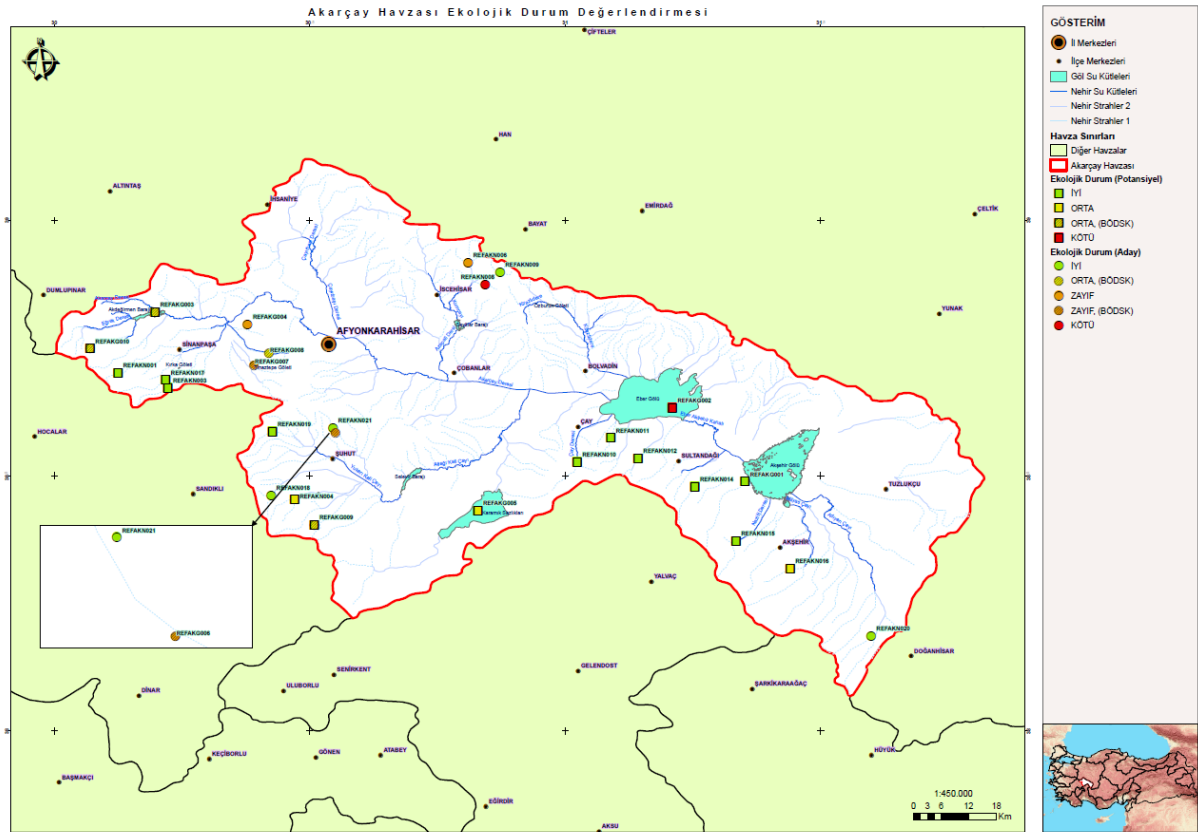 Akarçay Havzası Ekolojik Durum Değerlendirmesi
ÇİFTELER
HAN
ALTINTAŞ
İHSANİYE
EMİRDAĞ
ÇELTİK
BAYAT
REFAKN006
REFAKN009
REFAKN005
DUMLUPINAR
İSCEHİSAR
YUNAK
REFAKG003
REFAKG004
AFYONKARAHİSAR
REFAKG010
SİNANPAŞA
REFAKG008
REFAKG007
REFAKN001
REFAKN017
REFAKN003
ÇOBANLAR
BOLVADİN
Akarçay Deresi
Eber Gölü
REFAKG002
HOCALAR
REFAKN019
REFAKN021
ÇAY
REFAKN011
ŞUHUT
REFAKN010
REFAKN012
SULTANDAĞI
Akşehir Gölü
SANDIKLI
REFAKN018
REFAKN004
REFAKN014
REFAKG001
TUZLUKÇU
REFAKG009
REFAKG005
REFAKN021
REFAKN015
AKŞEHİR
REFAKN016
YALVAÇ
REFAKG006
REFAKN020
DOĞANHİSAR
SENİRKENT
GELENDOST
ULUBORLU
ŞARKİKARAAĞAÇ
DİNAR
KEÇİBORLU
GÖNEN
ATABEY
HÜYÜK
BAŞMAKÇI
EĞİRDİR
AKSU
1:450.000
0 3 6 12 18
Km
GÖSTERİM
İl Merkezleri
İlçe Merkezleri
Göl Su Kütleleri
Nehir Su Kütleleri
Nehir Strahler 2
Nehir Strahler 1
Havza Sınırları
Diğer Havzalar
Akarçay Havzası
Ekolojik Durum (Potansiyel)
İYİ
ORTA
ORTA, (BÖDSK)
KÖTÜ
Ekolojik Durum (Aday)
İYİ
ORTA, (BÖDSK)
ZAYIF
ZAYIF, (BÖDSK)
KÖTÜ